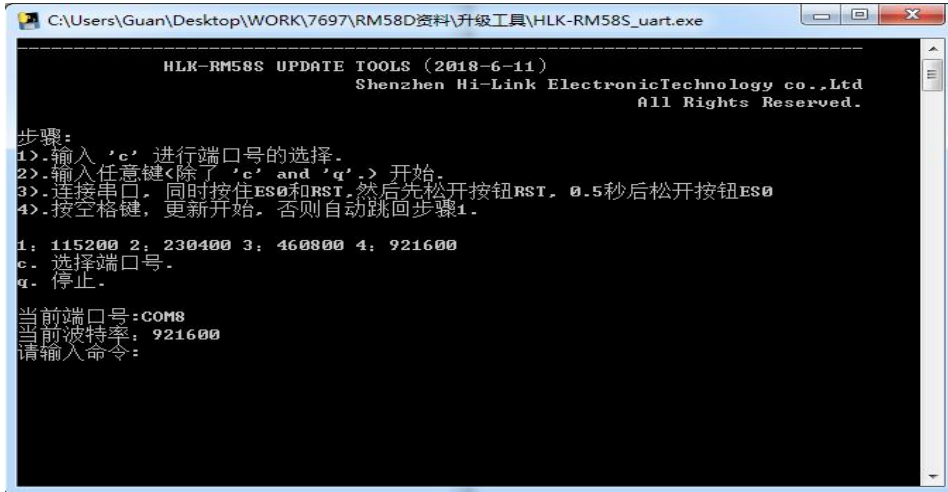 C:\Users\Guan\Desktop\WORK\7697\RM58D资料\升级工具\HLK-RM58S_uart.exe
HLK-RM58S UPDATE TOOLS (2018-6-11)
Shenzhen Hi-Link ElectronicTechnology co.,Ltd
All Rights Reserved.
步骤:
1>.输入 'c' 进行端口号的选择.
2>.输入任意键<除了 'c' and 'q'.> 开始.
3>.连接串口, 同时按住ES0和RST,然后先松开按钮RST, 0.5秒后松开按钮ES0
4>.按空格键, 更新开始, 否则自动跳回步骤1.
1: 115200 2: 230400 3: 460800 4: 921600
c. 选择端口号.
q. 停止.
当前端口号:COM8
当前波特率: 921600
请输入命令: